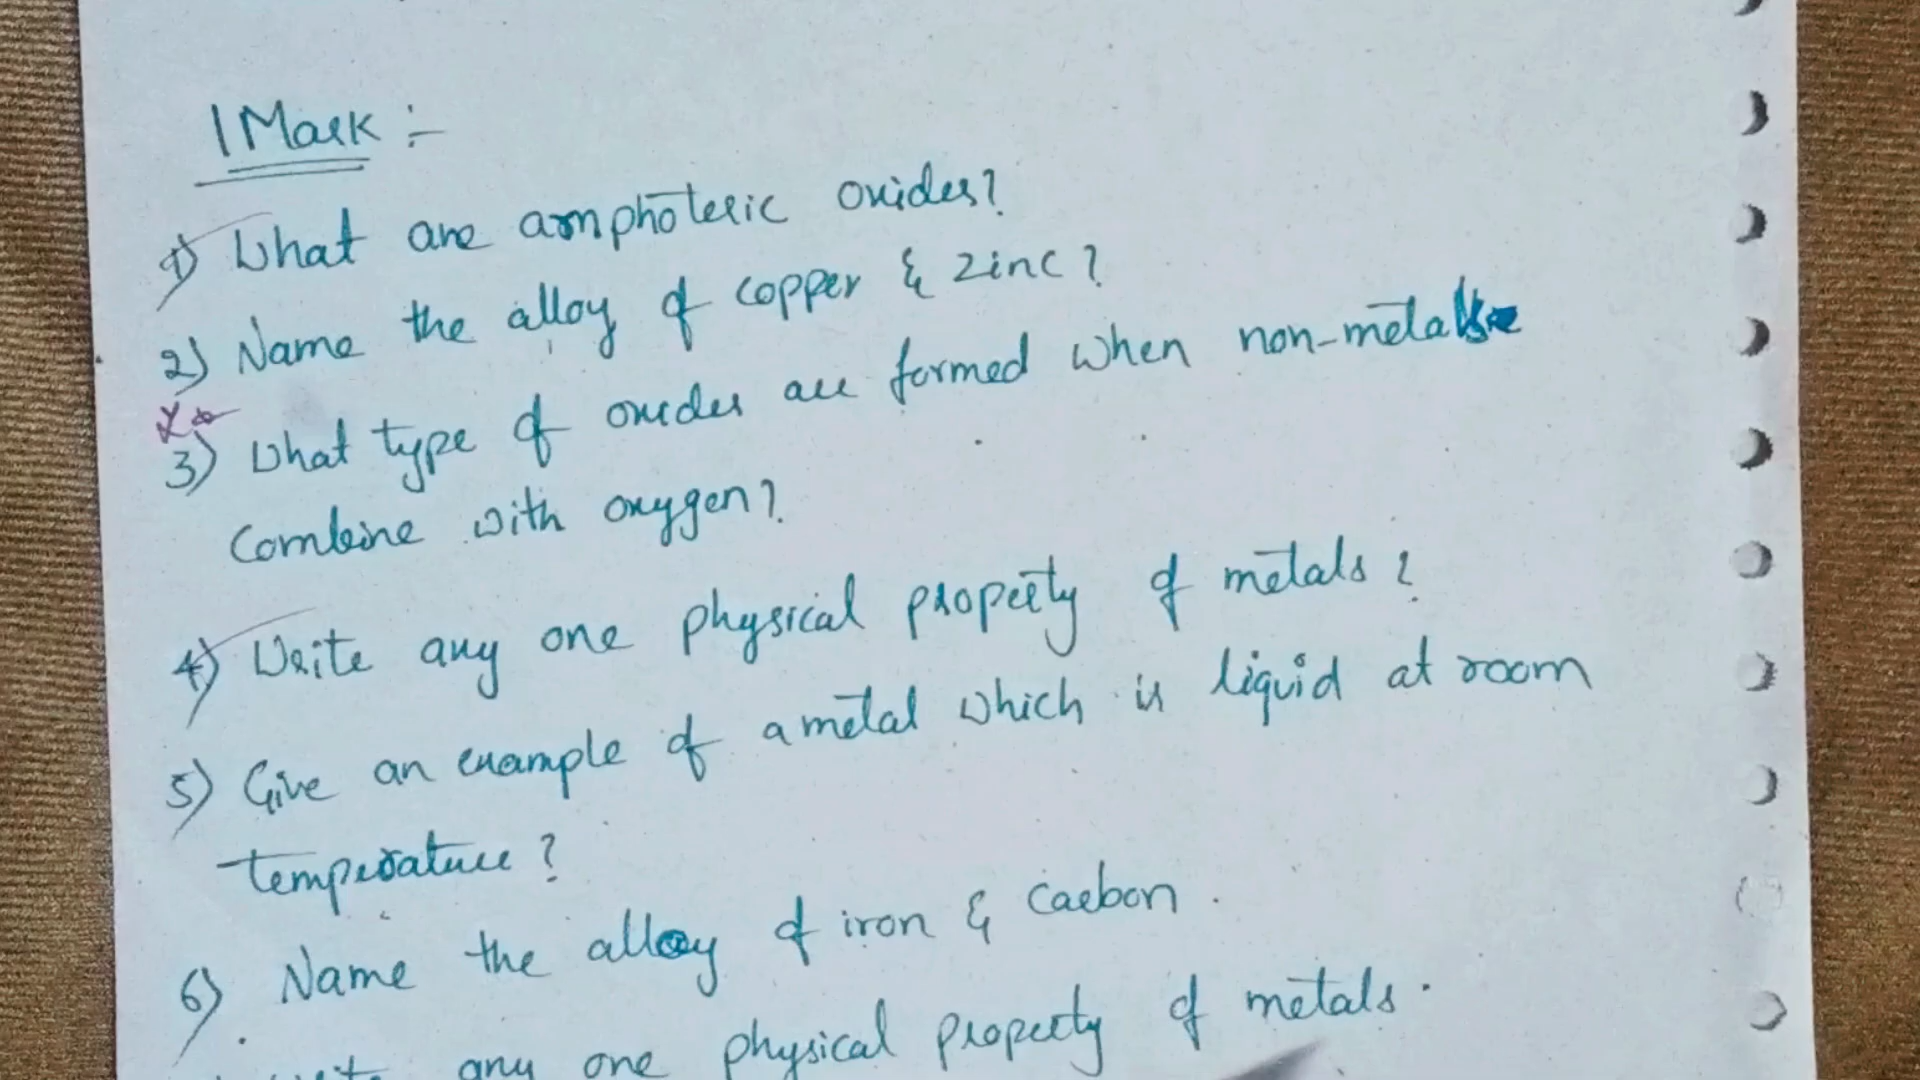 1 Mark :-
1) What are amphoteric oxides?
2) Name the alloy of copper & zinc?
3) What type of oxides are formed when non-metals
combine with oxygen?
4) Write any one physical property of metals?
5) Give an example of a metal which is liquid at room
temperature?
6) Name the alloy of iron & carbon.
any one physical property of metals.